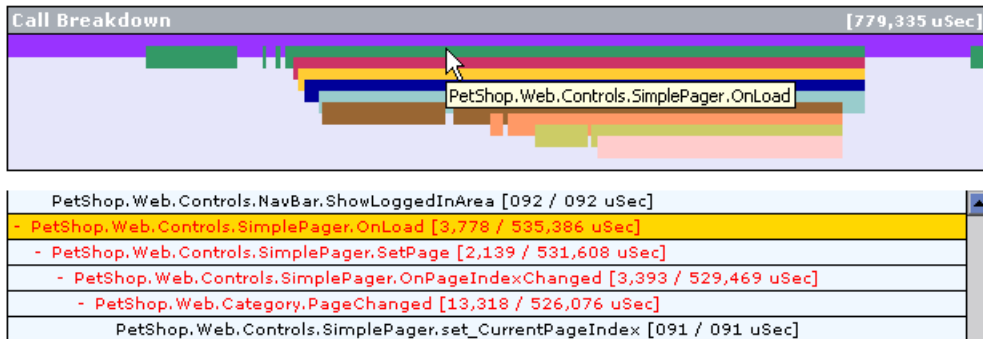 Call Breakdown [779,335 uSec]
PetShop.Web.Controls.SimplePager.OnLoad
PetShop.Web.Controls.NavBar.ShowLoggedInArea [092 / 092 uSec]
- PetShop.Web.Controls.SimplePager.OnLoad [3,778 / 535,386 uSec]
- PetShop.Web.Controls.SimplePager.SetPage [2,139 / 531,608 uSec]
- PetShop.Web.Controls.SimplePager.OnPageIndexChanged [3,393 / 529,469 uSec]
- PetShop.Web.Category.PageChanged [13,318 / 526,076 uSec]
PetShop.Web.Controls.SimplePager.set_CurrentPageIndex [091 / 091 uSec]